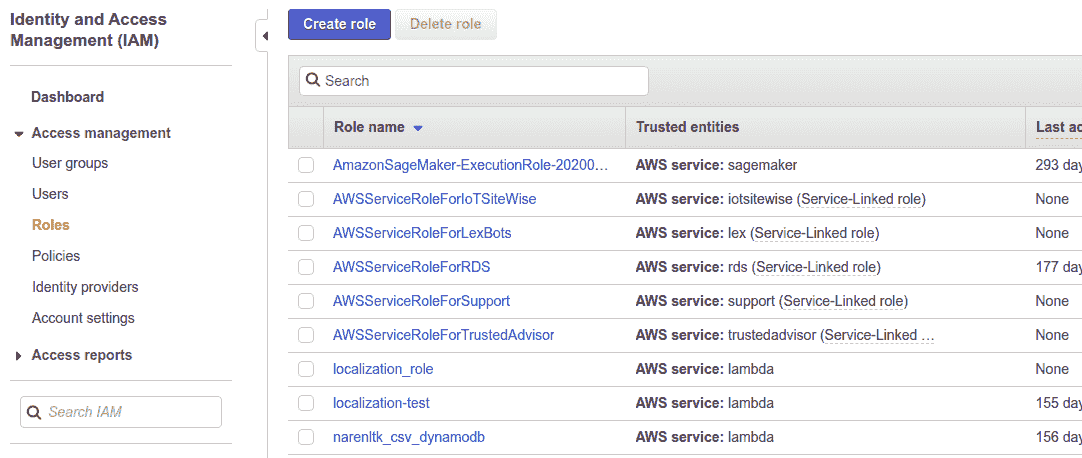 Identity and Access
Management (IAM)
Dashboard
Access management
User groups
Users
Roles
Policies
Identity providers
Account settings
Access reports
Search IAM
Create role
Delete role
Search
Role name
Trusted entities
Last ac
AmazonSageMaker-ExecutionRole-20200…
AWS service: sagemaker
293 day
AWSServiceRoleForIoTSiteWise
AWS service: iotsitewise (Service-Linked role)
None
AWSServiceRoleForLexBots
AWS service: lex (Service-Linked role)
None
AWSServiceRoleForRDS
AWS service: rds (Service-Linked role)
177 day
AWSServiceRoleForSupport
AWS service: support (Service-Linked role)
None
AWSServiceRoleForTrustedAdvisor
AWS service: trustedadvisor (Service-Linked …
None
localization_role
AWS service: lambda
None
localization-test
AWS service: lambda
155 day
narenltk_csv_dynamodb
AWS service: lambda
156 day